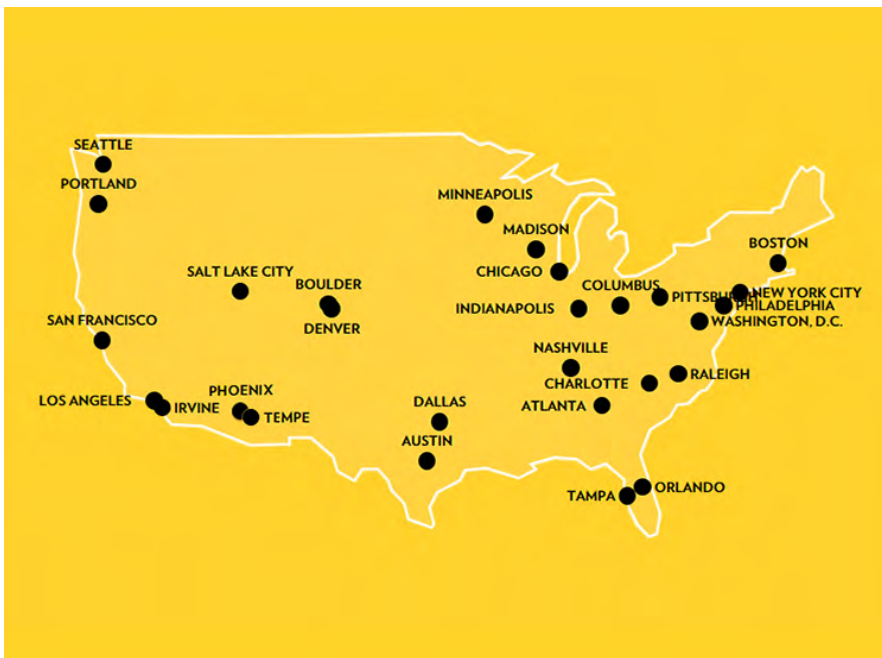 SEATTLE
PORTLAND
MINNEAPOLIS
MADISON
BOSTON
CHICAGO
SALT LAKE CITY
BOULDER
COLUMBUS
PITTSBURGH
NEW YORK CITY
PHILADELPHIA
INDIANAPOLIS
WASHINGTON, D.C.
SAN FRANCISCO
DENVER
NASHVILLE
RALEIGH
CHARLOTTE
PHOENIX
LOS ANGELES
IRVINE
DALLAS
ATLANTA
TEMPE
AUSTIN
ORLANDO
TAMPA